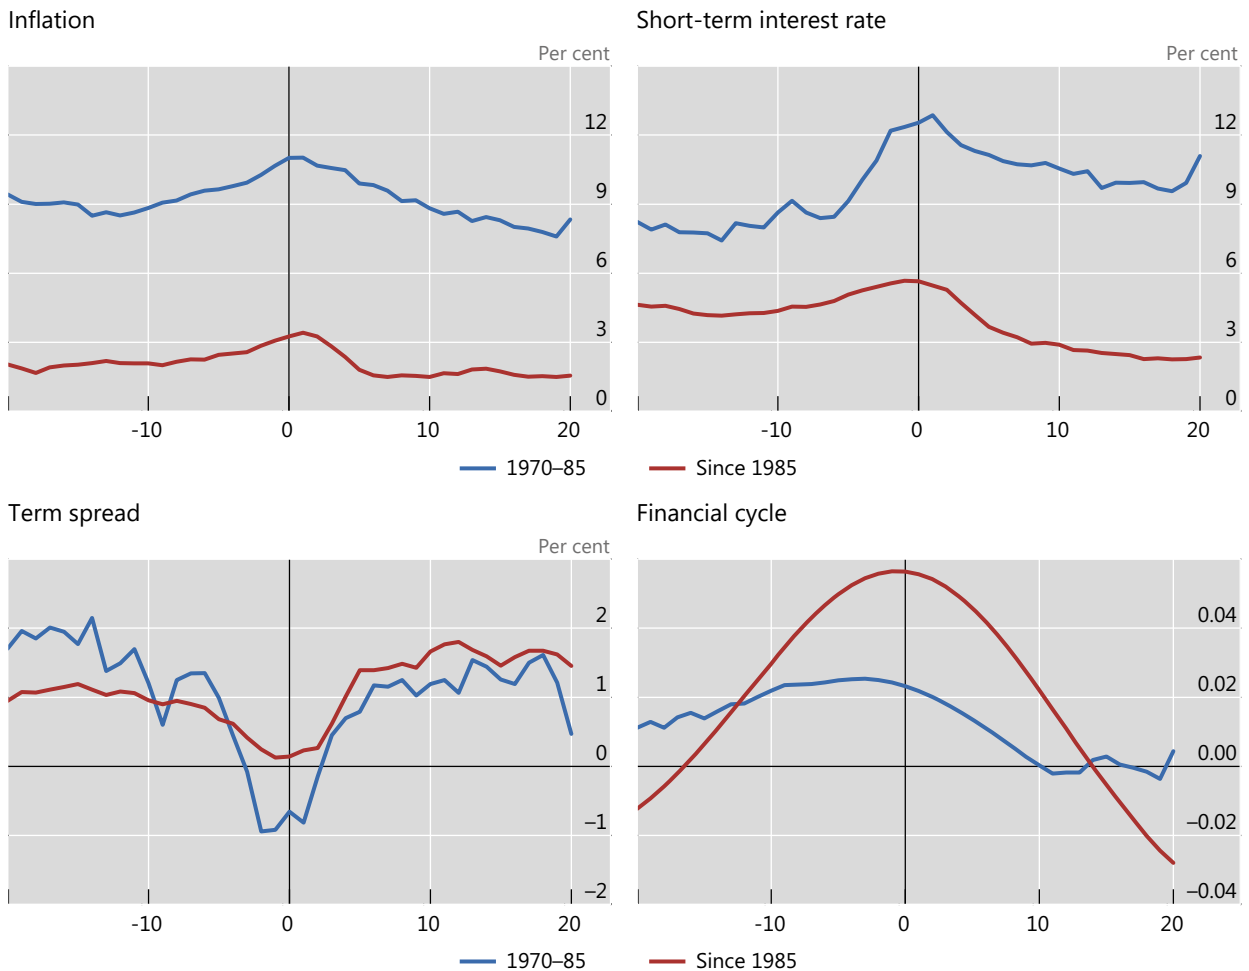 Inflation
Per cent
12
9
6
3
0
-10 0 10 20
Short-term interest rate
Per cent
12
9
6
3
0
-10 0 10 20
1970–85 Since 1985
Term spread
Per cent
2
1
0
–1
–2
-10 0 10 20
Financial cycle
0.04
0.02
0.00
–0.02
–0.04
-10 0 10 20
1970–85 Since 1985